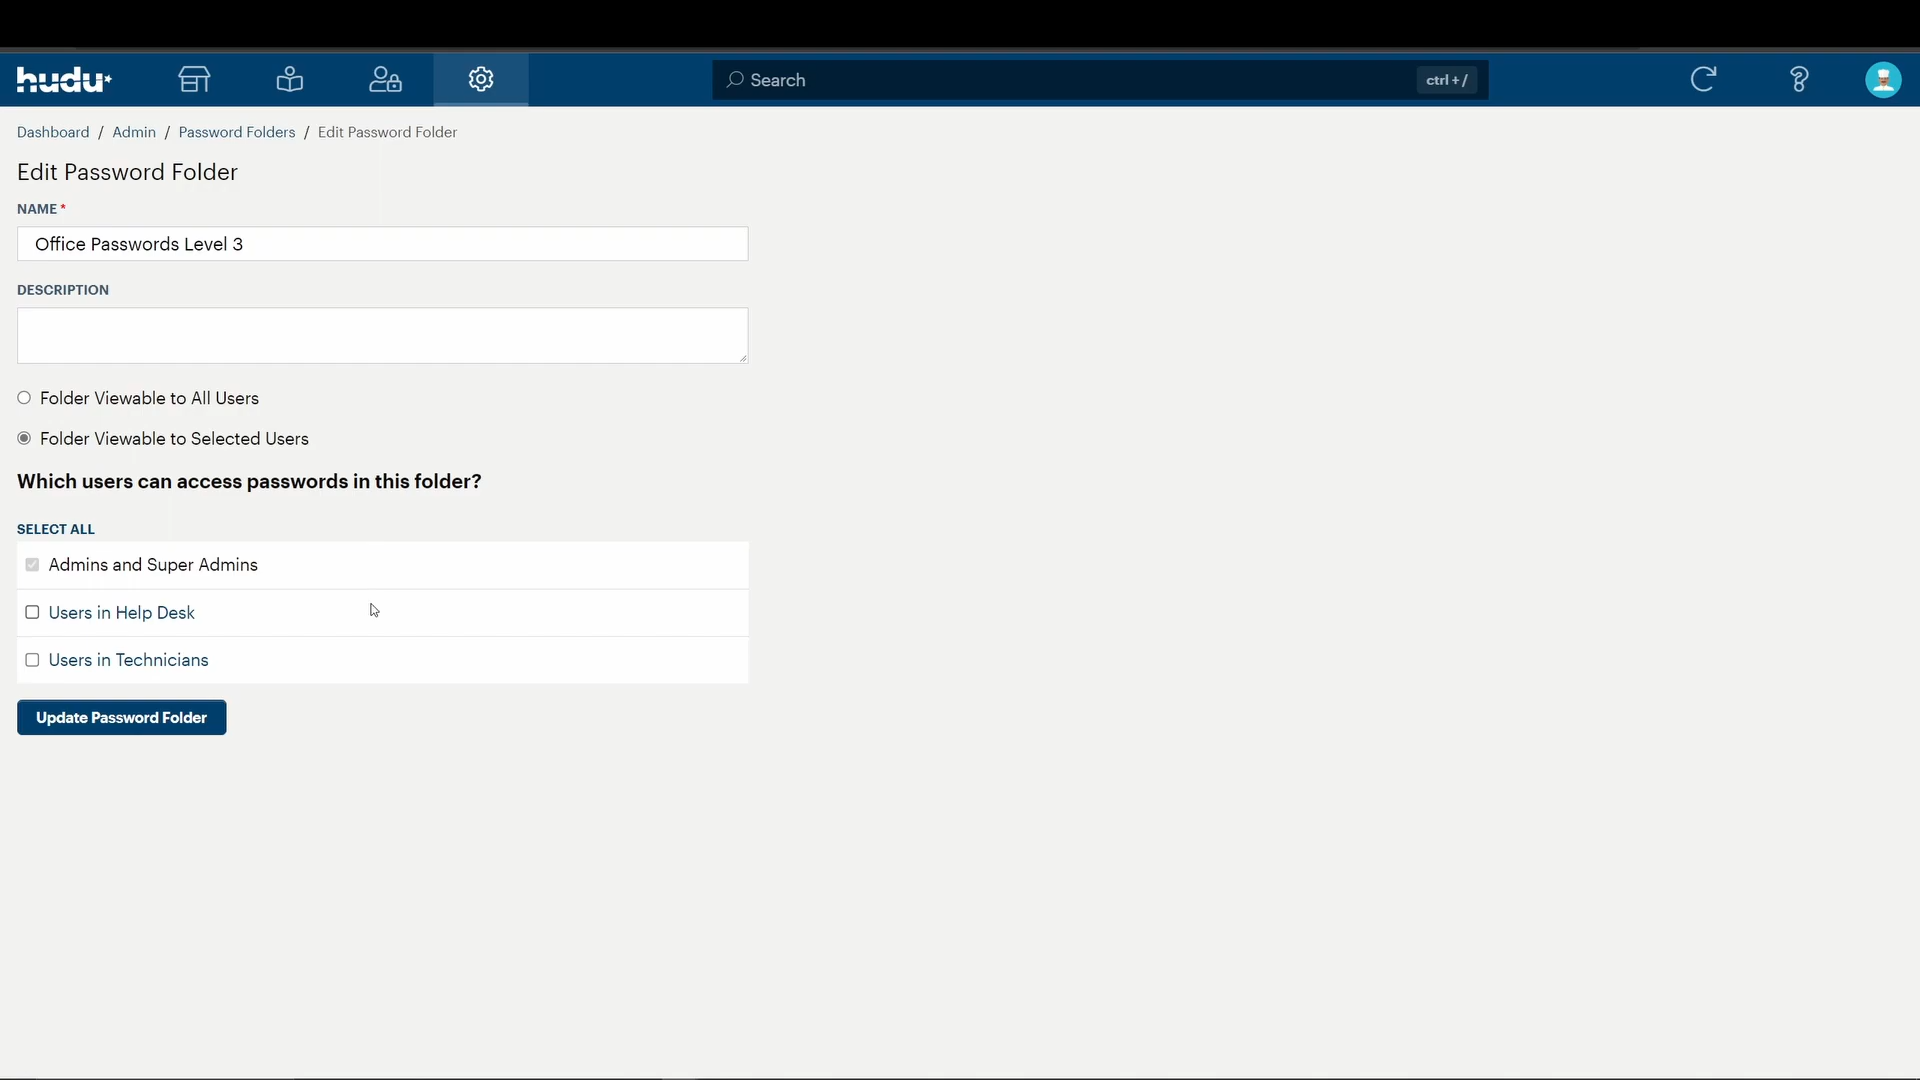 hudu
Search
ctrl + /
Dashboard / Admin / Password Folders / Edit Password Folder
Edit Password Folder
NAME *
Office Passwords Level 3
DESCRIPTION
Folder Viewable to All Users
Folder Viewable to Selected Users
Which users can access passwords in this folder?
SELECT ALL
Admins and Super Admins
Users in Help Desk
Users in Technicians
Update Password Folder